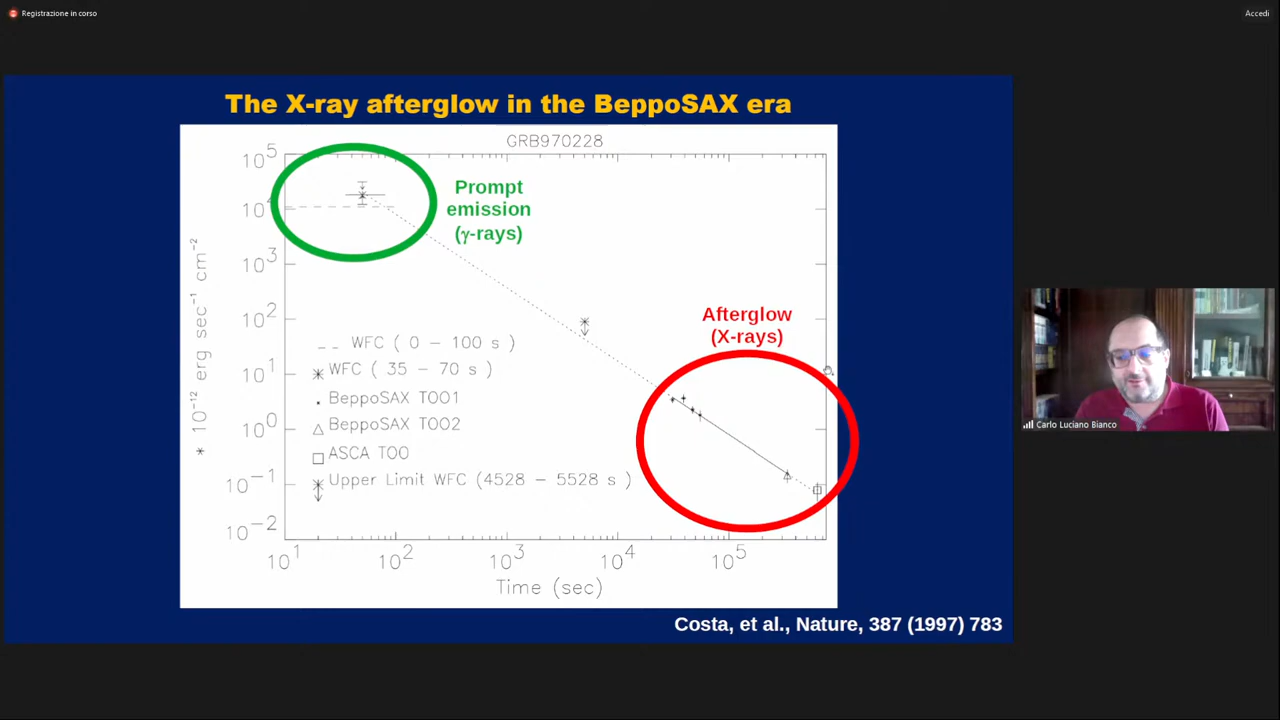 Registrazione in corso
Accedi
The X-ray afterglow in the BeppoSAX era
GRB970228
10^5
10^4
10^3
10^2
10^1
10^0
10^-1
10^-2
* 10^-12 erg sec^-1 cm^-2
Prompt
emission
(γ-rays)
Afterglow
(X-rays)
_ _ WFC ( 0 – 100 s )
WFC ( 35 – 70 s )
BeppoSAX TOO1
BeppoSAX TOO2
ASCA TOO
Upper Limit WFC (4528 – 5528 s )
10^1 10^2 10^3 10^4 10^5
Time (sec)
Costa, et al., Nature, 387 (1997) 783
Carlo Luciano Bianco